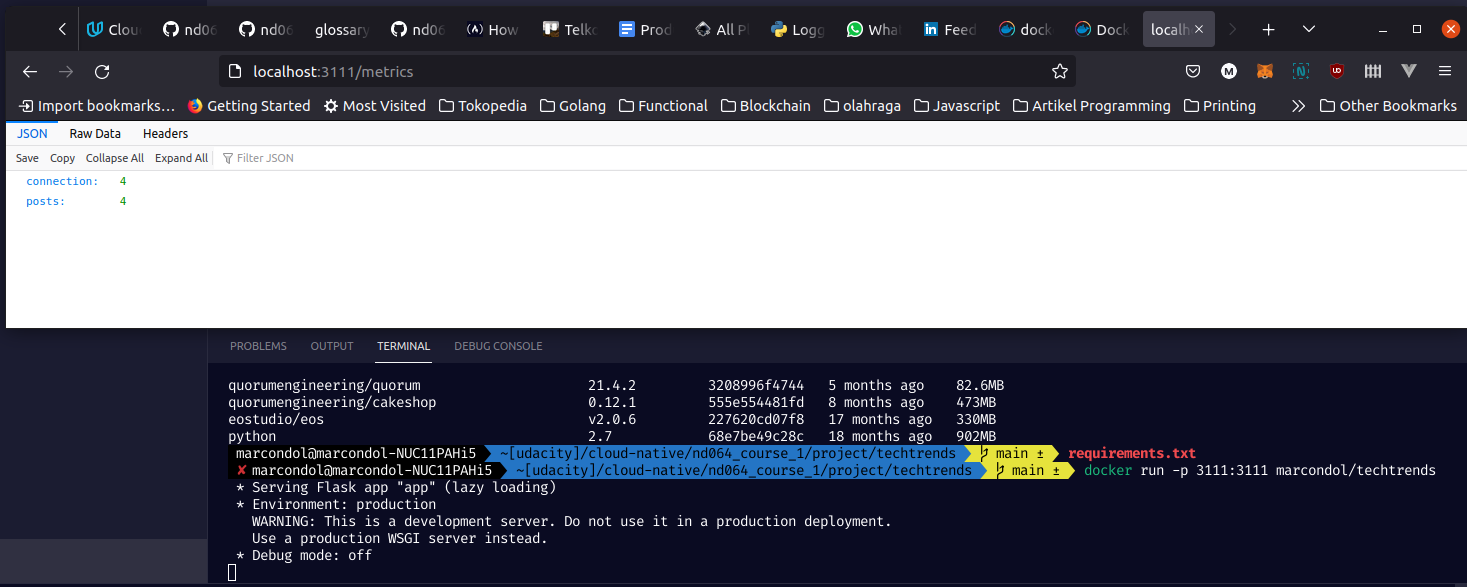 Clou nd06 nd06 glossary nd06 How Telko Prod All Pl Logg What Feed dock Dock localh
localhost:3111/metrics
Import bookmarks… Getting Started Most Visited Tokopedia Golang Functional Blockchain olahraga Javascript Artikel Programming Printing Other Bookmarks
JSON Raw Data Headers
Save Copy Collapse All Expand All Filter JSON
connection: 4
posts: 4
PROBLEMS OUTPUT TERMINAL DEBUG CONSOLE
quorumengineering/quorum 21.4.2 3208996f4744 5 months ago 82.6MB
quorumengineering/cakeshop 0.12.1 555e554481fd 8 months ago 473MB
eostudio/eos v2.0.6 227620cd07f8 17 months ago 330MB
python 2.7 68e7be49c28c 18 months ago 902MB
marcondol@marcondol-NUC11PAHi5 ~[udacity]/cloud-native/nd064_course_1/project/techtrends main ± requirements.txt
✘ marcondol@marcondol-NUC11PAHi5 ~[udacity]/cloud-native/nd064_course_1/project/techtrends main ± docker run -p 3111:3111 marcondol/techtrends
* Serving Flask app "app" (lazy loading)
* Environment: production
WARNING: This is a development server. Do not use it in a production deployment.
Use a production WSGI server instead.
* Debug mode: off